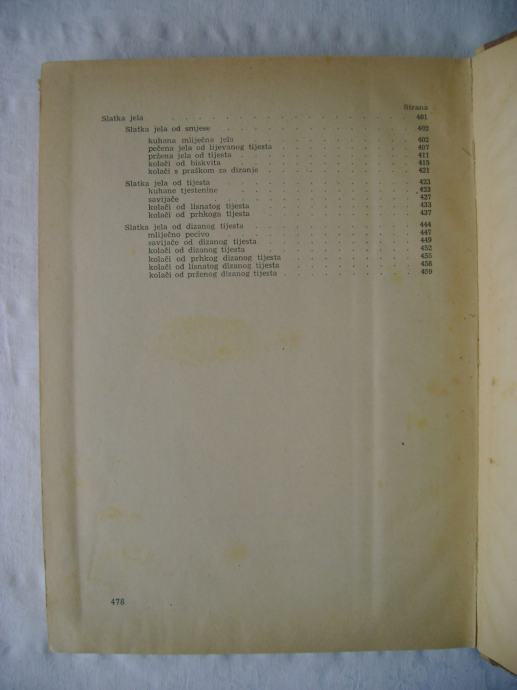 Strana
Slatka jela . . . . . . . . . . . . 401
Slatka jela od smjese . . . . . . . . . . 402
kuhana mliječna jela . . . . . . . . . 402
pečena jela od lijevanog tijesta . . . . . . . 407
pržena jela od tijesta . . . . . . . . . 411
kolači od biskvita . . . . . . . . . 415
kolači s praškom za dizanje . . . . . . . 421
Slatka jela od tijesta . . . . . . . . . . 423
kuhane tjestenine . . . . . . . . . 423
savijače . . . . . . . . . . . 427
kolači od lisnatog tijesta . . . . . . . . 433
kolači od prhkoga tijesta . . . . . . . . 437
Slatka jela od dizanog tijesta . . . . . . . . 444
mliječno pecivo . . . . . . . . . . 447
savijače od dizanog tijesta . . . . . . . 449
kolači od dizanog tijesta . . . . . . . . 452
kolači od prhkog dizanog tijesta . . . . . . 455
kolači od lisnatog dizanog tijesta . . . . . . 458
kolači od prženog dizanog tijesta . . . . . . 459
478